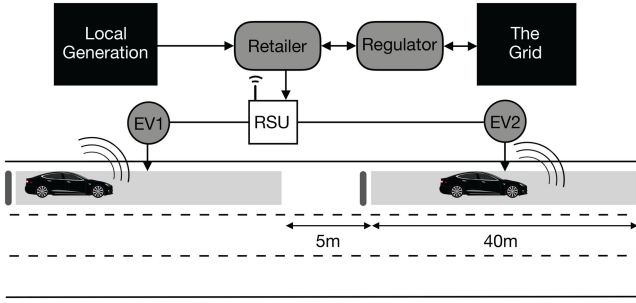 Local
Generation
Retailer
Regulator
The
Grid
EV1
RSU
EV2
5m
40m